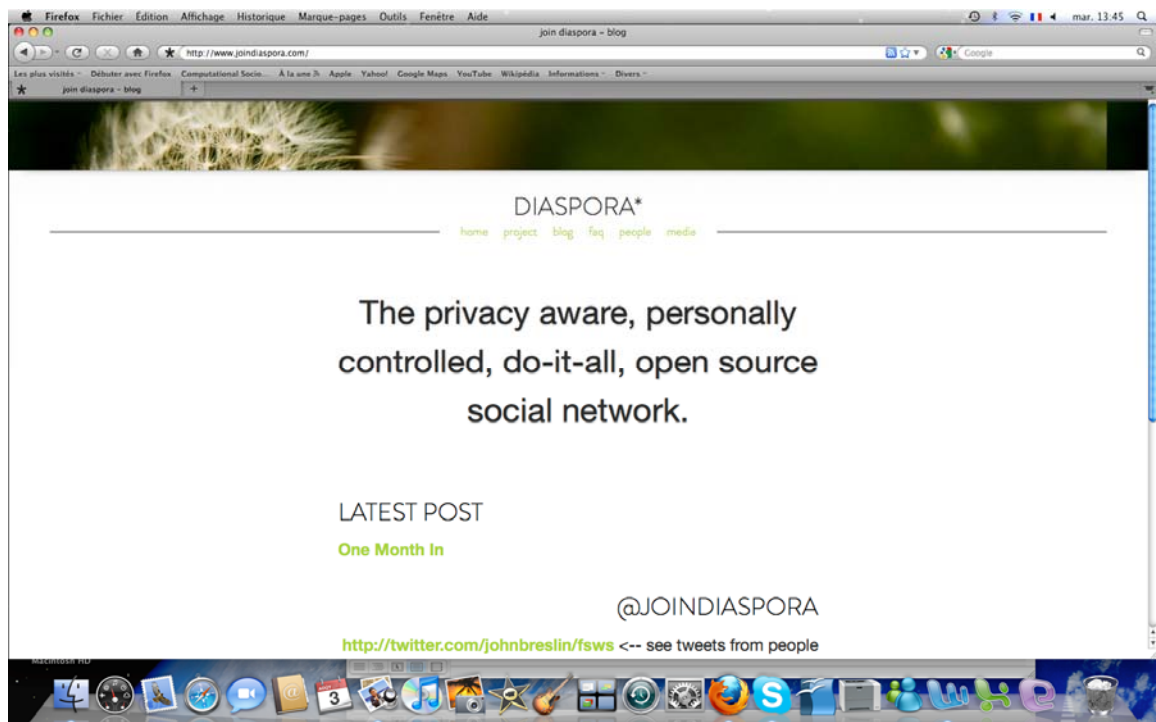 Firefox Fichier Édition Affichage Historique Marque-pages Outils Fenêtre Aide mar. 13:45
join diaspora – blog
http://www.joindiaspora.com/ Google
Les plus visités Débuter avec Firefox Computational Socio... À la une Apple Yahoo! Google Maps YouTube Wikipédia Informations Divers
join diaspora – blog +
DIASPORA*
home project blog faq people media
The privacy aware, personally
controlled, do-it-all, open source
social network.
LATEST POST
One Month In
@JOINDIASPORA
http://twitter.com/johnbreslin/fsws <-- see tweets from people
Macintosh HD
3